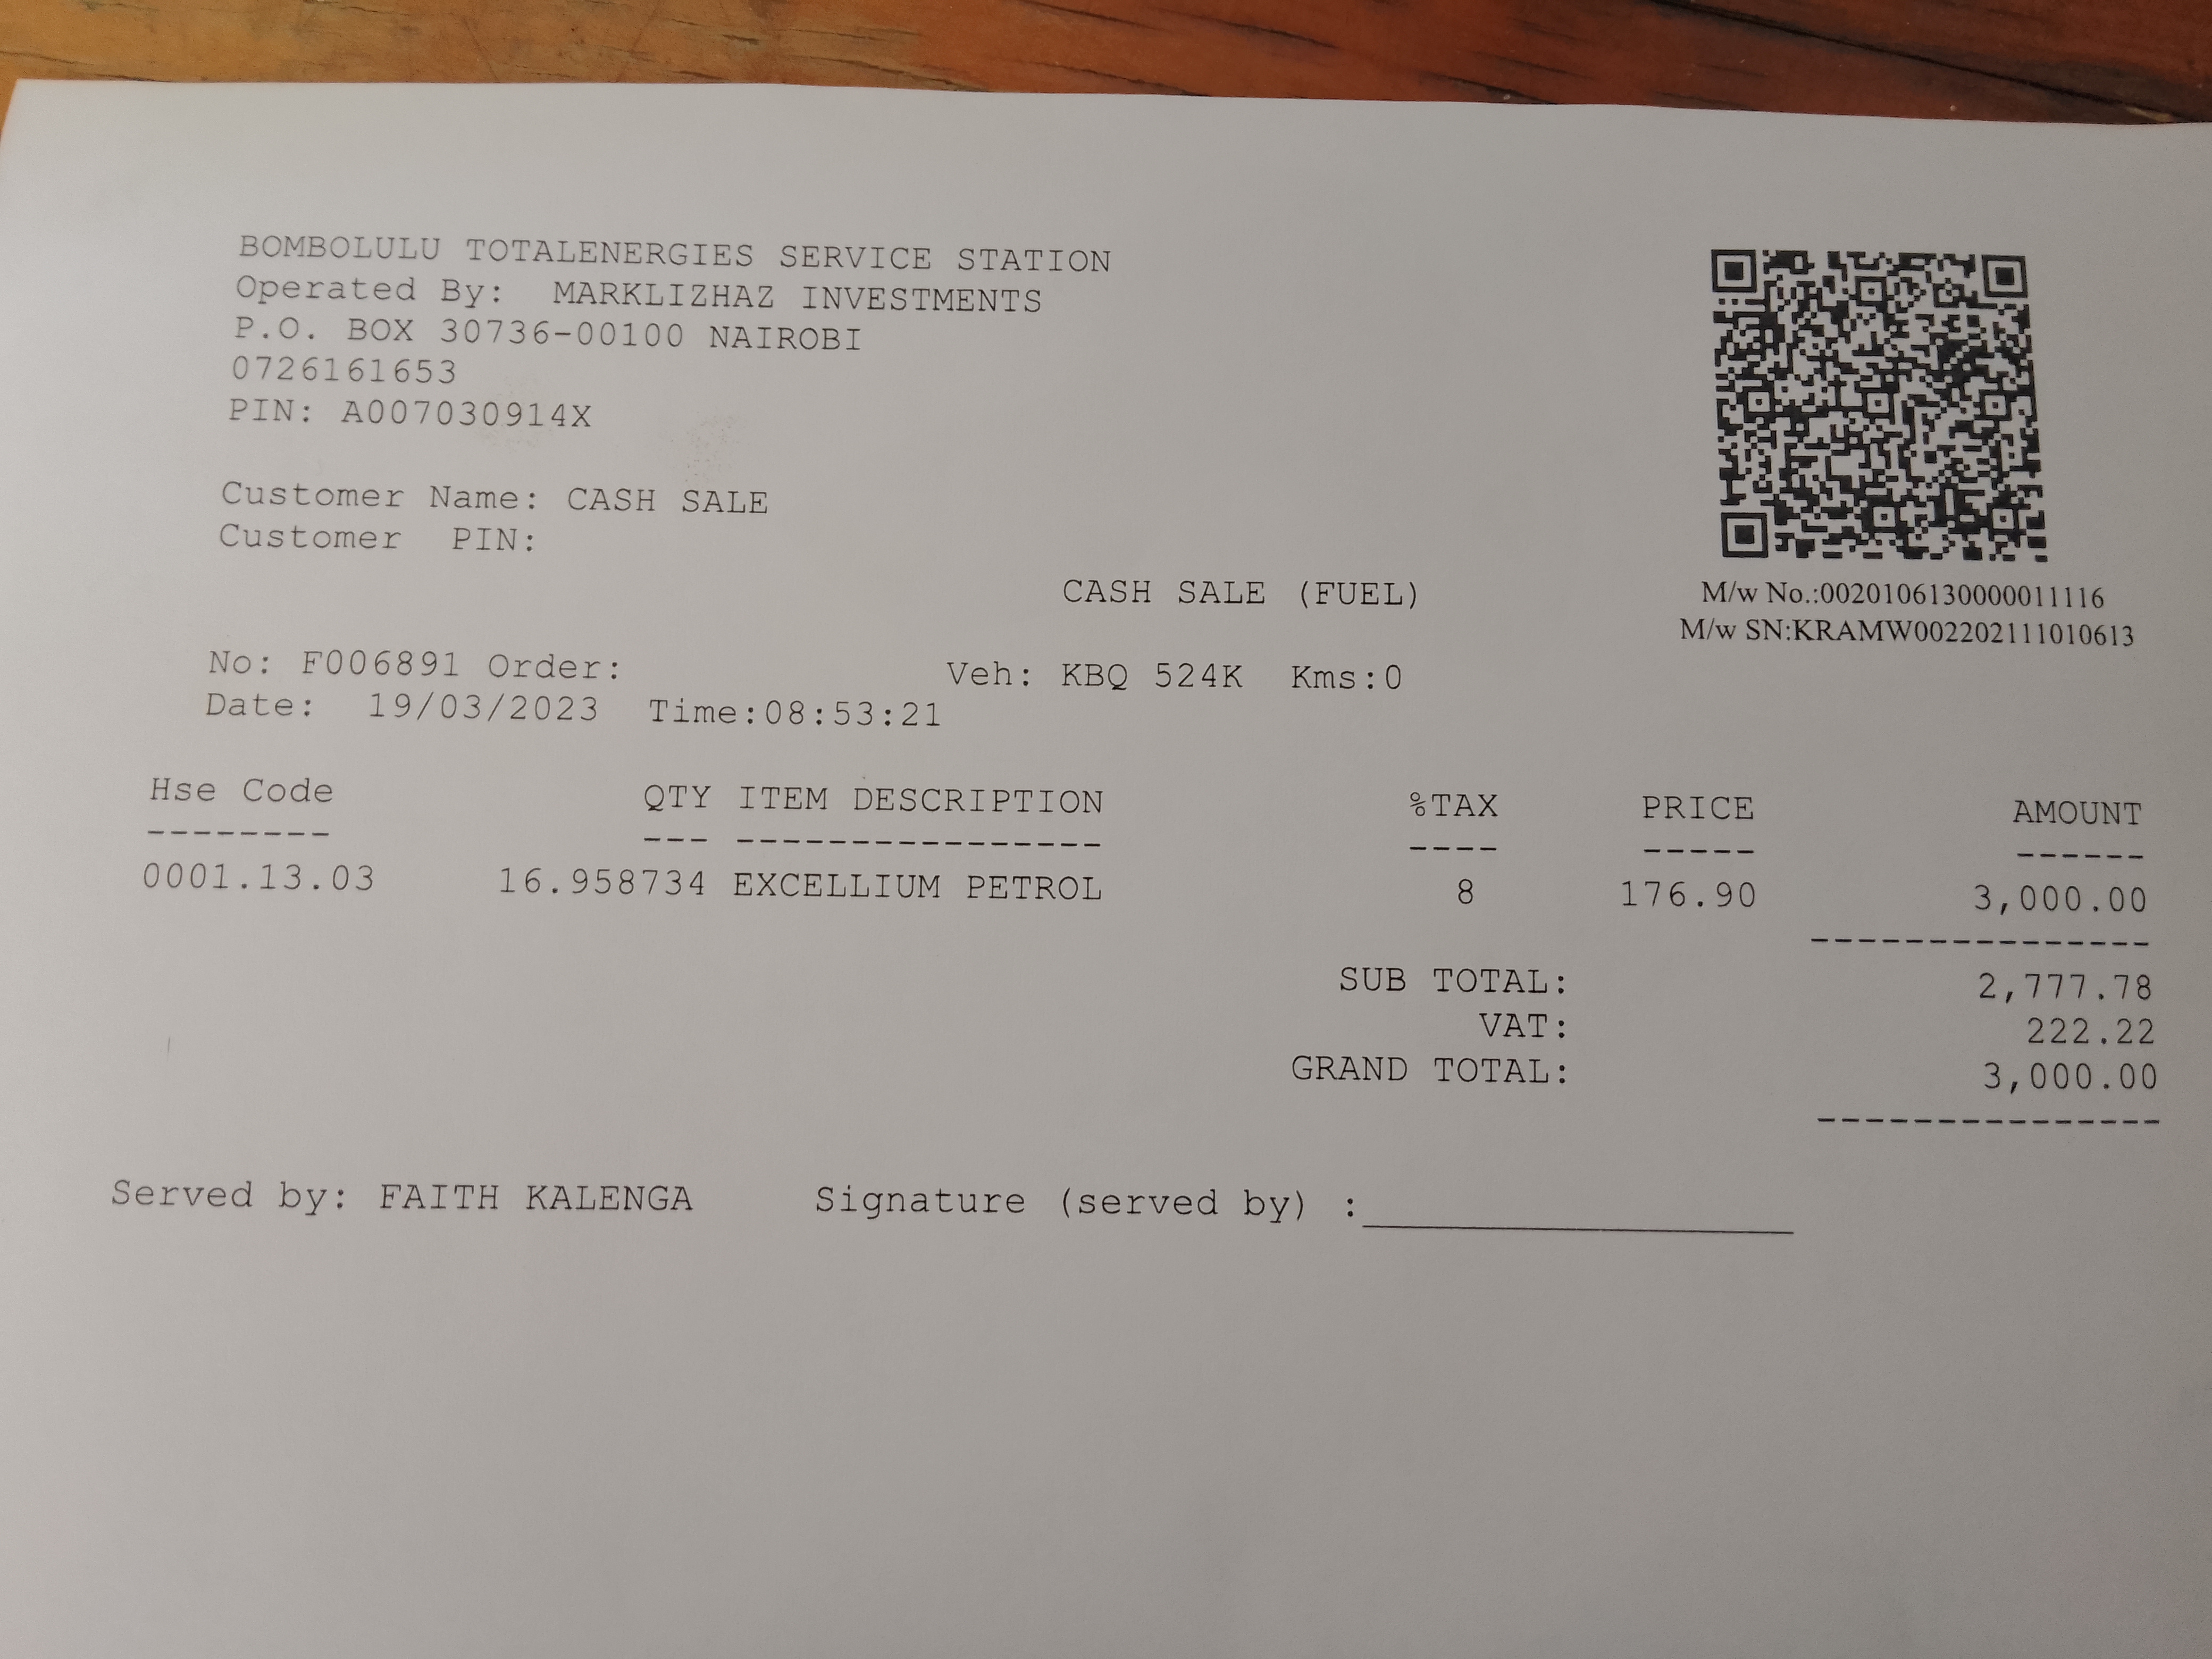 BOMBOLULU TOTALENERGIES SERVICE STATION
Operated By: MARKLIZHAZ INVESTMENTS
P.O. BOX 30736-00100 NAIROBI
0726161653
PIN: A007030914X
Customer Name: CASH SALE
Customer PIN:
CASH SALE (FUEL)
M/w No.:0020106130000011116
M/w SN:KRAMW002202111010613
No: F006891 Order: Veh: KBQ 524K Kms:0
Date: 19/03/2023 Time:08:53:21
Hse Code QTY ITEM DESCRIPTION %TAX PRICE AMOUNT
-------- --- ---------------- ---- ----- ------
0001.13.03 16.958734 EXCELLIUM PETROL 8 176.90 3,000.00
---------------
SUB TOTAL: 2,777.78
VAT: 222.22
GRAND TOTAL: 3,000.00
---------------
Served by: FAITH KALENGA Signature (served by) :__________________